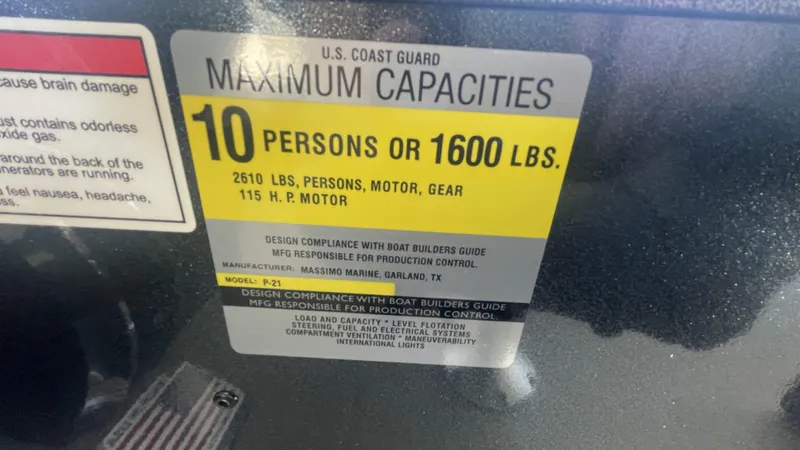 cause brain damage
ust contains odorless
oxide gas.
around the back of the
nerators are running.
feel nausea, headache,
ss.
U.S. COAST GUARD
MAXIMUM CAPACITIES
10 PERSONS OR 1600 LBS.
2610 LBS, PERSONS, MOTOR, GEAR
115 H. P. MOTOR
DESIGN COMPLIANCE WITH BOAT BUILDERS GUIDE
MFG RESPONSIBLE FOR PRODUCTION CONTROL.
MANUFACTURER: MASSIMO MARINE, GARLAND, TX
MODEL: P-21
DESIGN COMPLIANCE WITH BOAT BUILDERS GUIDE
MFG RESPONSIBLE FOR PRODUCTION CONTROL.
LOAD AND CAPACITY * LEVEL FLOTATION
STEERING, FUEL AND ELECTRICAL SYSTEMS
COMPARTMENT VENTILATION * MANEUVERABILITY
INTERNATIONAL LIGHTS